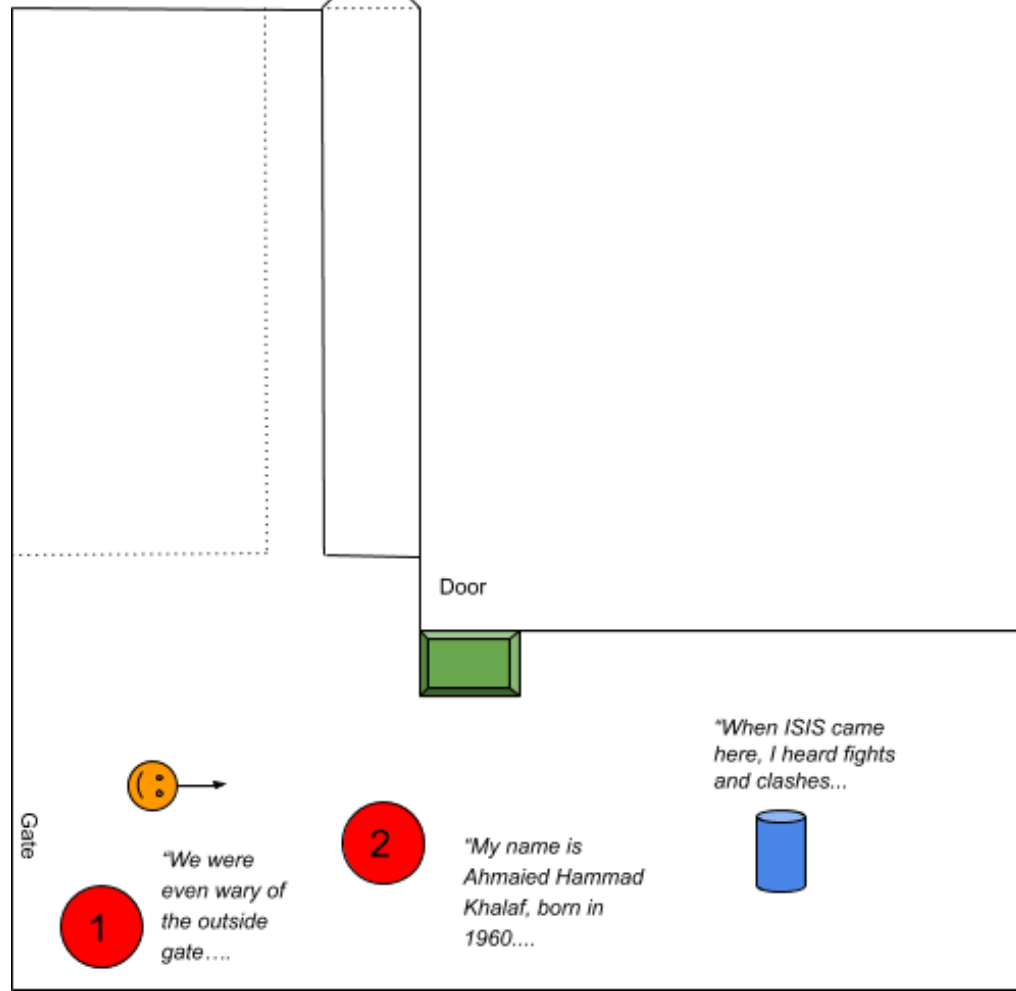 Door
"When ISIS came
here, I heard fights
and clashes...
Gate
"We were
even wary of
the outside
gate….
1
2
"My name is
Ahmaied Hammad
Khalaf, born in
1960....